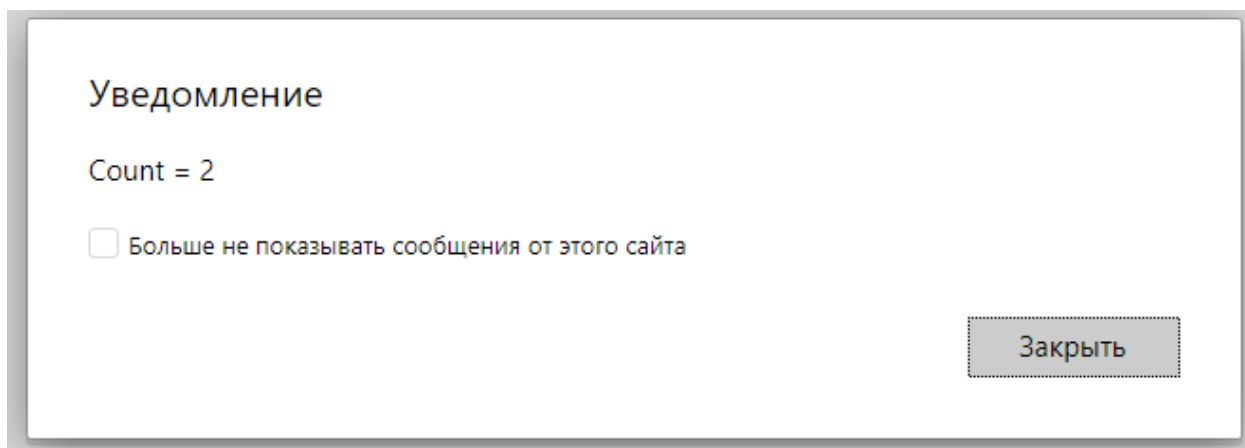 Уведомление
Count = 2
Больше не показывать сообщения от этого сайта
Закрыть